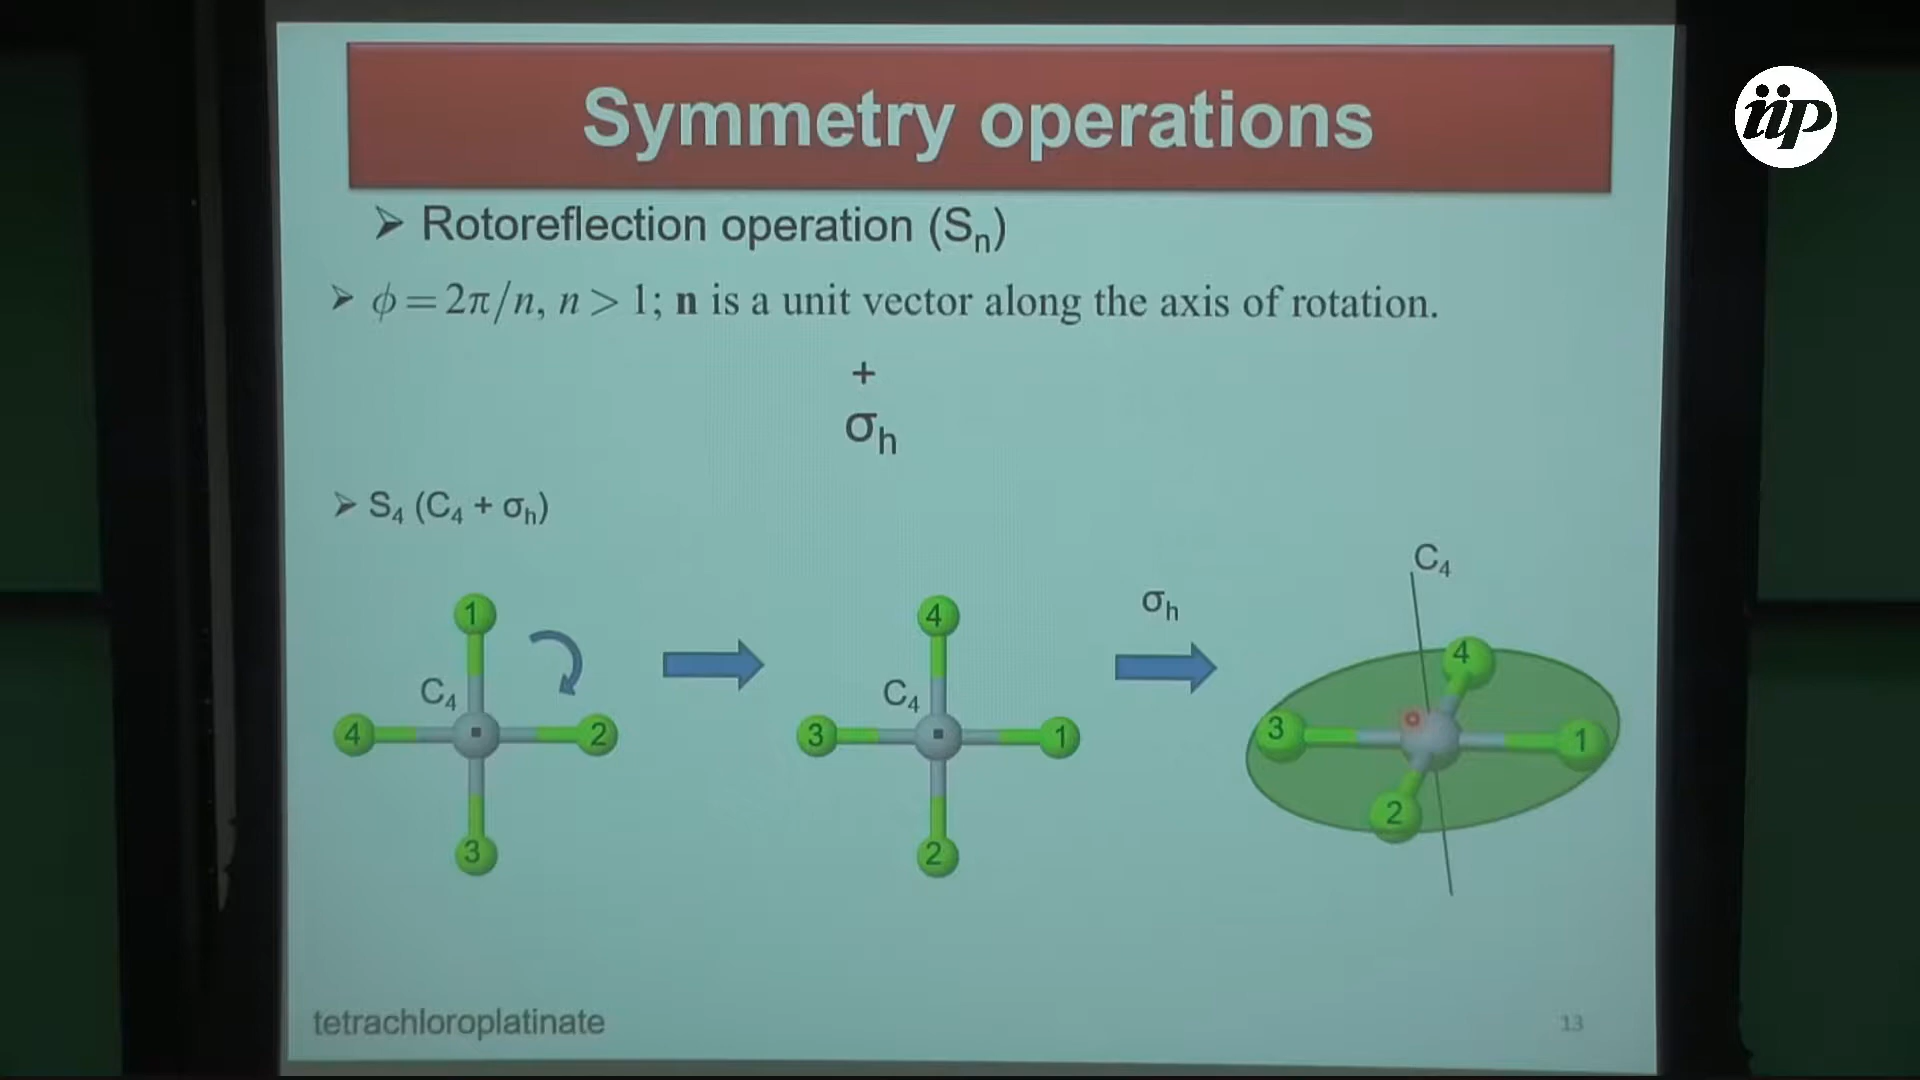 Symmetry operations
iip
➢ Rotoreflection operation (Sₙ)
➢ ϕ = 2π/n, n > 1; n is a unit vector along the axis of rotation.
+
σₕ
➢ S₄ (C₄ + σₕ)
C₄
1
C₄
4
2
3
4
C₄
3
1
2
σₕ
4
3
1
2
tetrachloroplatinate
13